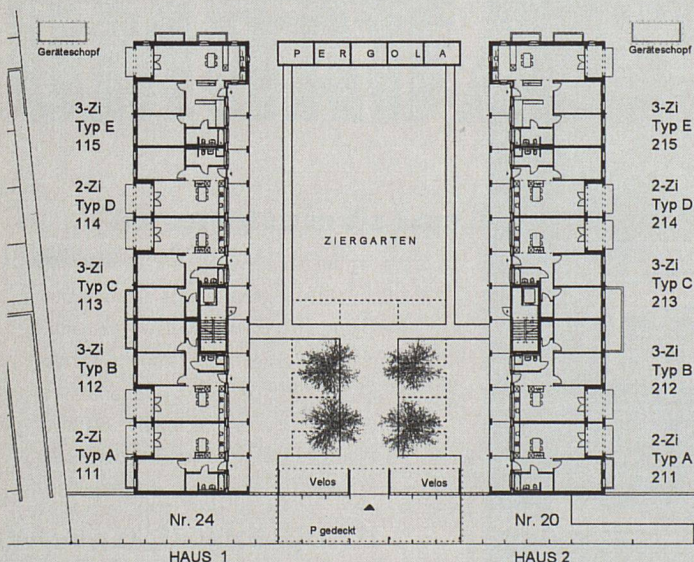 Geräteschopf
PERGOLA
Geräteschopf
3-Zi
Typ E
115
2-Zi
Typ D
114
3-Zi
Typ C
113
3-Zi
Typ B
112
2-Zi
Typ A
111
ZIERGARTEN
3-Zi
Typ E
215
2-Zi
Typ D
214
3-Zi
Typ C
213
3-Zi
Typ B
212
2-Zi
Typ A
211
Velos
Velos
Nr. 24
P gedeckt
Nr. 20
HAUS 1
HAUS 2